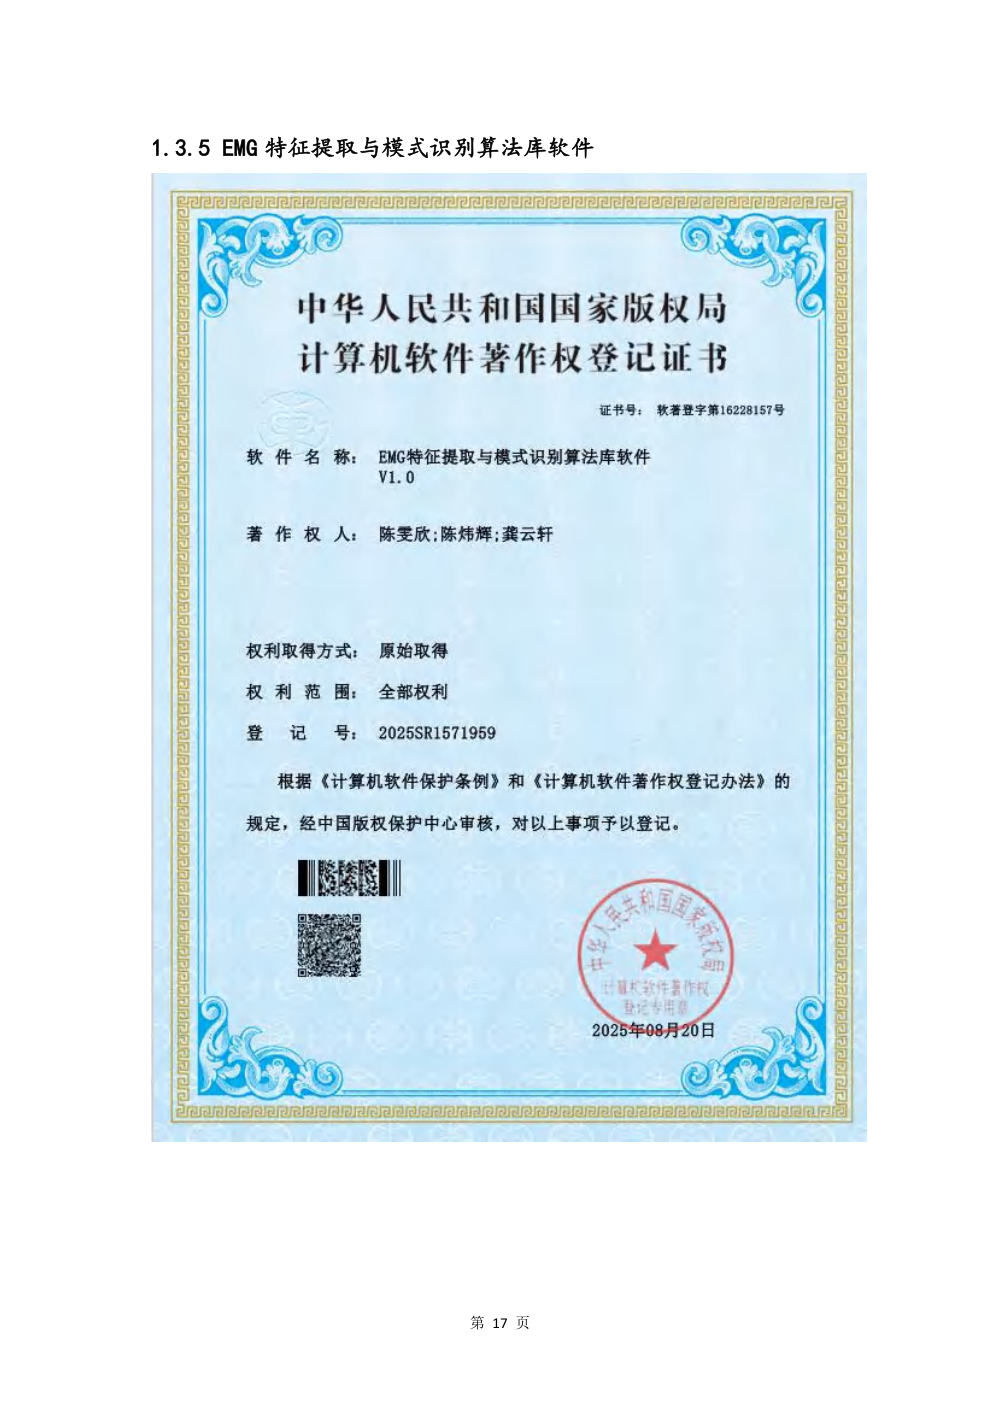 1.3.5 EMG 特征提取与模式识别算法库软件
中华人民共和国国家版权局
计算机软件著作权登记证书
证书号： 软著登字第16228157号
软件名称： EMG特征提取与模式识别算法库软件
V1.0
著作权人： 陈雯欣;陈炜辉;龚云轩
权利取得方式： 原始取得
权利范围： 全部权利
登记号： 2025SR1571959
根据《计算机软件保护条例》和《计算机软件著作权登记办法》的
规定，经中国版权保护中心审核，对以上事项予以登记。
中华人民共和国国家版权局
计算机软件著作权
登记专用章
2025年08月20日
第 17 页